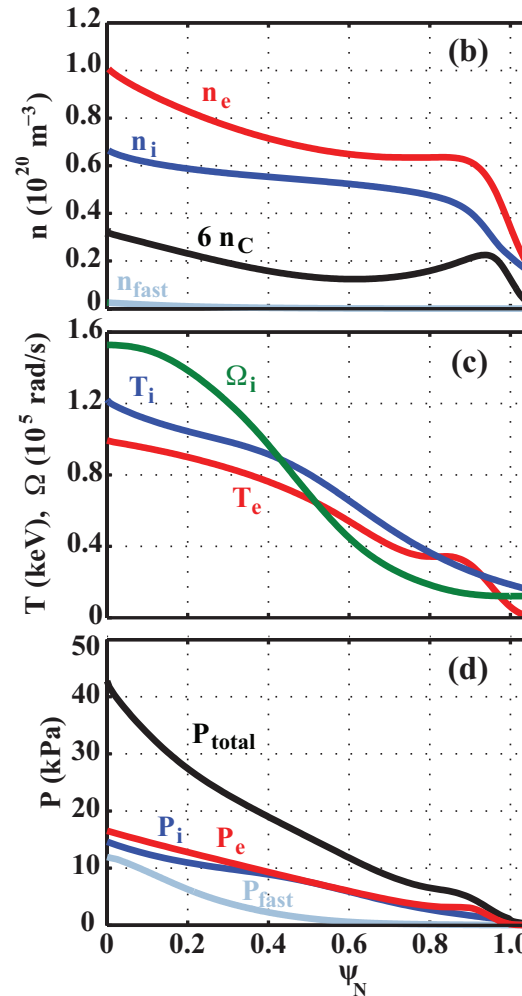 1.2
(b)
1.0
n_e
0.8
n_i
0.6
0.4
6 n_C
0.2
n_fast
0
n (10^20 m^−3)
1.6
(c)
Ω_i
T_i
1.2
0.8
T_e
0.4
0
T (keV), Ω (10^5 rad/s)
50
(d)
40
P_total
30
20
P_i
P_e
10
P_fast
0
P (kPa)
0 0.2 0.4 0.6 0.8 1.0
ψ_N